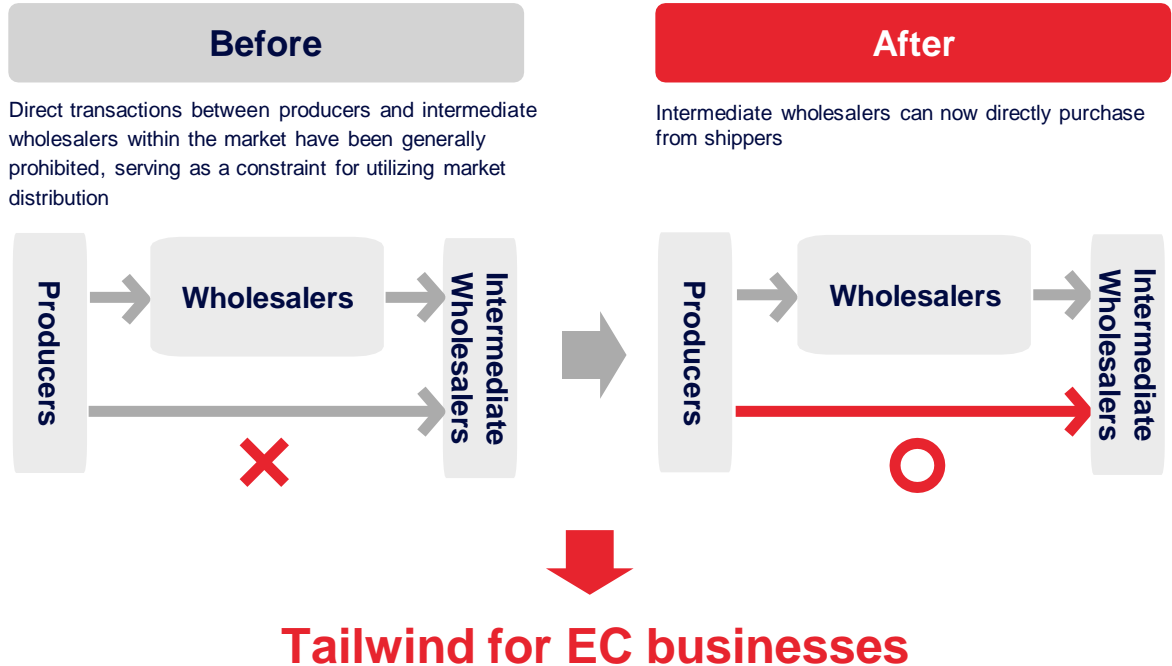 Before
Direct transactions between producers and intermediate
wholesalers within the market have been generally
prohibited, serving as a constraint for utilizing market
distribution
Producers
Wholesalers
Intermediate
Wholesalers
After
Intermediate wholesalers can now directly purchase
from shippers
Producers
Wholesalers
Intermediate
Wholesalers
Tailwind for EC businesses